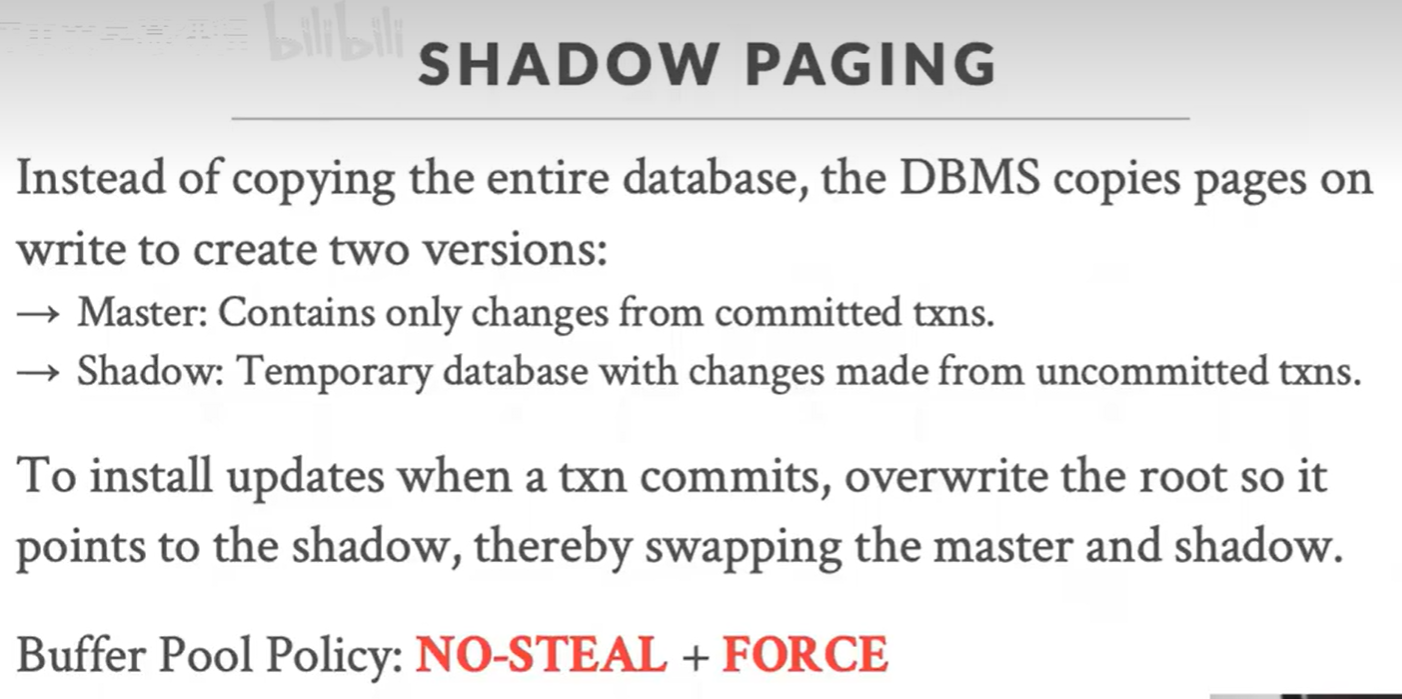 bilibili
SHADOW PAGING
Instead of copying the entire database, the DBMS copies pages on
write to create two versions:
→ Master: Contains only changes from committed txns.
→ Shadow: Temporary database with changes made from uncommitted txns.
To install updates when a txn commits, overwrite the root so it
points to the shadow, thereby swapping the master and shadow.
Buffer Pool Policy: NO-STEAL + FORCE